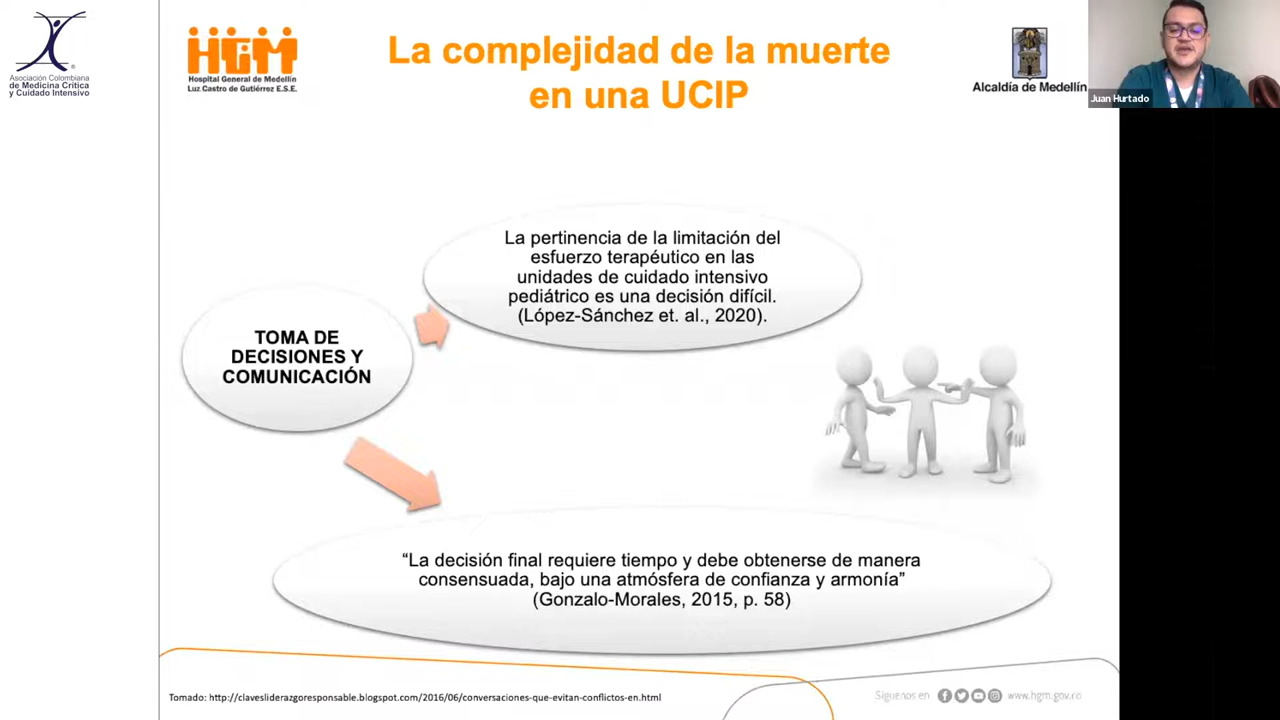 Asociación Colombiana
de Medicina Crítica
y Cuidado Intensivo
HGM
Hospital General de Medellín
Luz Castro de Gutiérrez E.S.E.
La complejidad de la muerte
en una UCIP
Alcaldía de Medellín
Juan Hurtado
La pertinencia de la limitación del
esfuerzo terapéutico en las
unidades de cuidado intensivo
pediátrico es una decisión difícil.
(López-Sánchez et. al., 2020).
TOMA DE
DECISIONES Y
COMUNICACIÓN
“La decisión final requiere tiempo y debe obtenerse de manera
consensuada, bajo una atmósfera de confianza y armonía”
(Gonzalo-Morales, 2015, p. 58)
Tomado: http://clavesliderazgoresponsable.blogspot.com/2016/06/conversaciones-que-evitan-conflictos-en.html
Síguenos en
www.hgm.gov.co